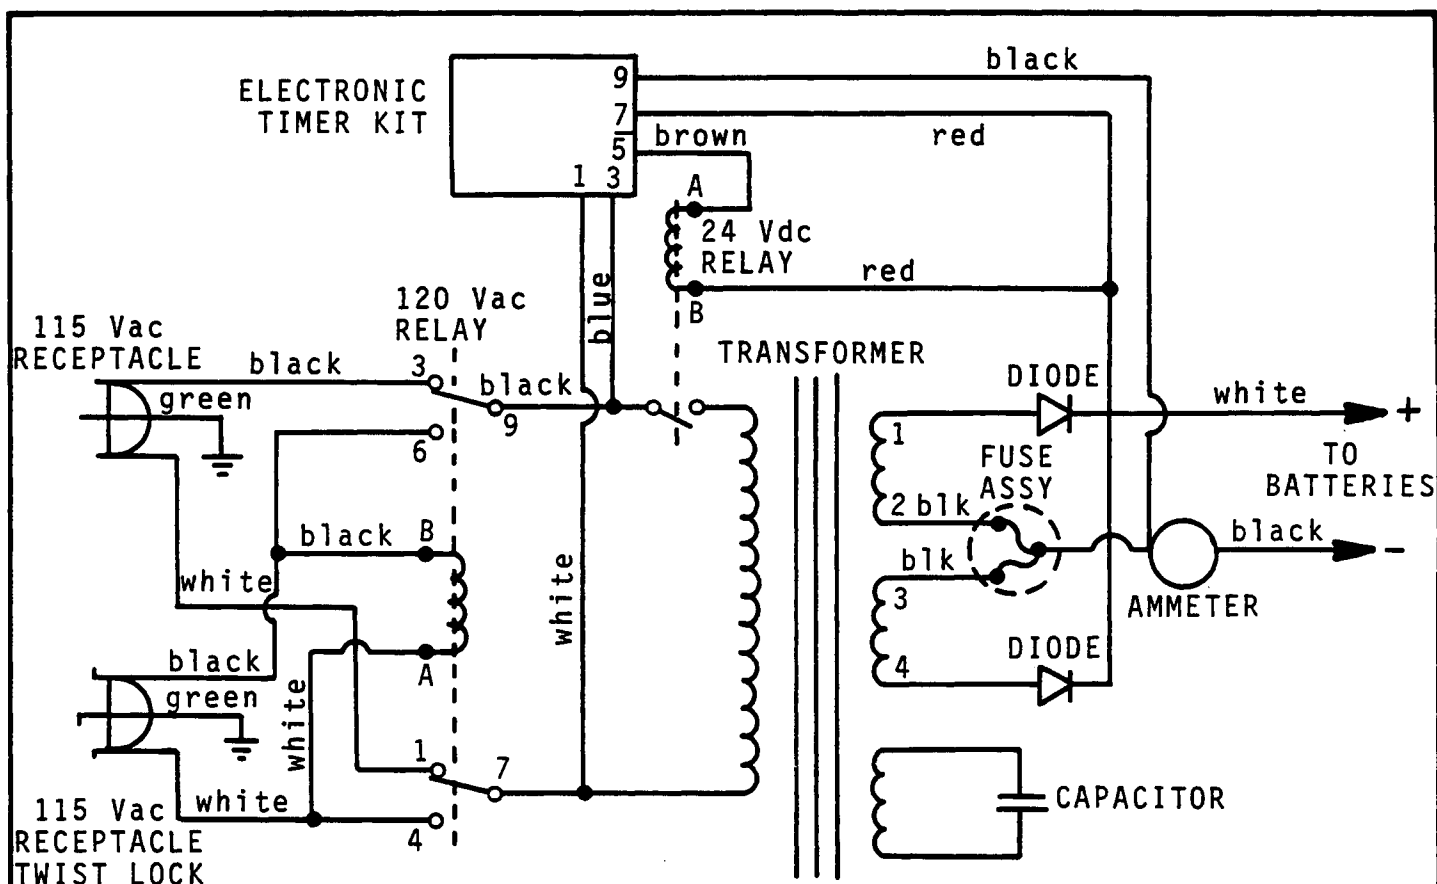 black
ELECTRONIC
TIMER KIT
9
7
5
1 3
brown
red
A
24 Vdc
RELAY
red
B
blue
120 Vac
RELAY
115 Vac
RECEPTACLE
black
green
3
black
9
6
TRANSFORMER
DIODE
white
+
1
FUSE
ASSY
TO
BATTERIES
2 blk
black
-
blk
3
AMMETER
black B
white
white
A
DIODE
4
black
green
white
1
7
white
4
115 Vac
RECEPTACLE
TWIST LOCK
CAPACITOR